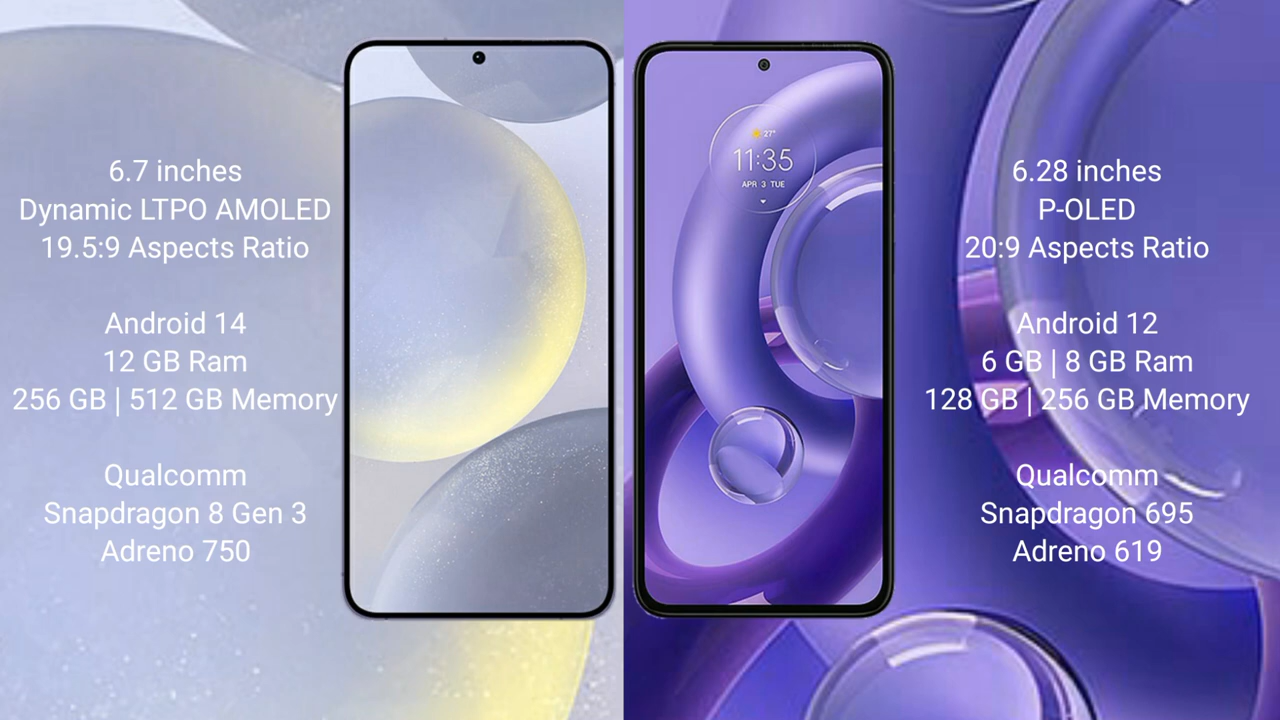 6.7 inches
Dynamic LTPO AMOLED
19.5:9 Aspects Ratio
Android 14
12 GB Ram
256 GB | 512 GB Memory
Qualcomm
Snapdragon 8 Gen 3
Adreno 750
27°
11:35
APR 3 TUE
6.28 inches
P-OLED
20:9 Aspects Ratio
Android 12
6 GB | 8 GB Ram
128 GB | 256 GB Memory
Qualcomm
Snapdragon 695
Adreno 619